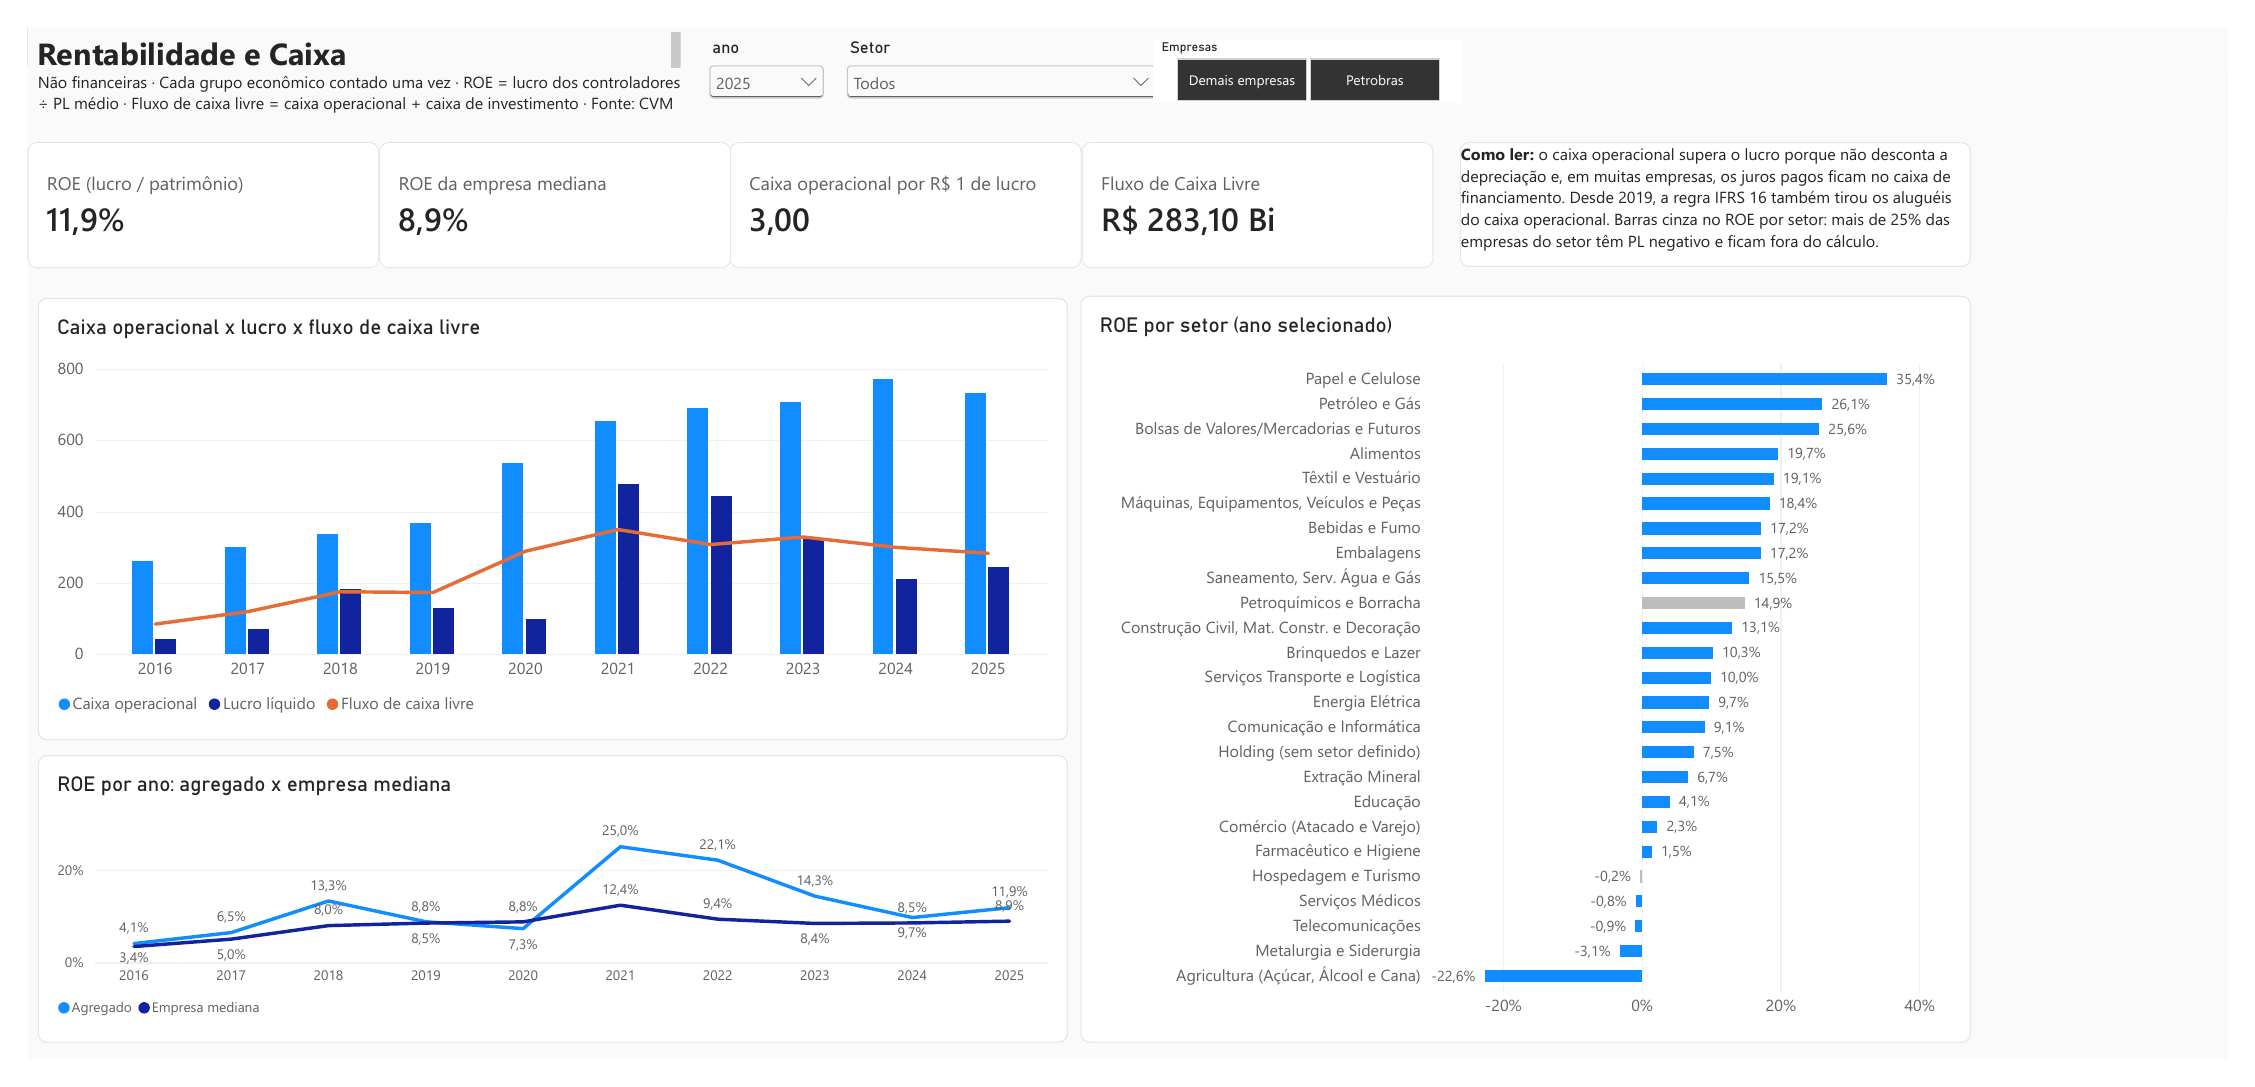 Rentabilidade e Caixa
Não financeiras · Cada grupo econômico contado uma vez · ROE = lucro dos controladores
÷ PL médio · Fluxo de caixa livre = caixa operacional + caixa de investimento · Fonte: CVM
ano
2025
Setor
Todos
Empresas
Demais empresas
Petrobras
ROE (lucro / patrimônio)
11,9%
ROE da empresa mediana
8,9%
Caixa operacional por R$ 1 de lucro
3,00
Fluxo de Caixa Livre
R$ 283,10 Bi
Como ler: o caixa operacional supera o lucro porque não desconta a
depreciação e, em muitas empresas, os juros pagos ficam no caixa de
financiamento. Desde 2019, a regra IFRS 16 também tirou os aluguéis
do caixa operacional. Barras cinza no ROE por setor: mais de 25% das
empresas do setor têm PL negativo e ficam fora do cálculo.
Caixa operacional x lucro x fluxo de caixa livre
800
600
400
200
0
2016 2017 2018 2019 2020 2021 2022 2023 2024 2025
Caixa operacional Lucro líquido Fluxo de caixa livre
ROE por ano: agregado x empresa mediana
20%
0%
4,1% 6,5% 13,3% 8,8% 8,8% 25,0% 22,1% 14,3% 8,5% 11,9%
3,4% 5,0% 8,0% 8,5% 7,3% 12,4% 9,4% 8,4% 9,7% 8,9%
2016 2017 2018 2019 2020 2021 2022 2023 2024 2025
Agregado Empresa mediana
ROE por setor (ano selecionado)
Papel e Celulose 35,4%
Petróleo e Gás 26,1%
Bolsas de Valores/Mercadorias e Futuros 25,6%
Alimentos 19,7%
Têxtil e Vestuário 19,1%
Máquinas, Equipamentos, Veículos e Peças 18,4%
Bebidas e Fumo 17,2%
Embalagens 17,2%
Saneamento, Serv. Água e Gás 15,5%
Petroquímicos e Borracha 14,9%
Construção Civil, Mat. Constr. e Decoração 13,1%
Brinquedos e Lazer 10,3%
Serviços Transporte e Logística 10,0%
Energia Elétrica 9,7%
Comunicação e Informática 9,1%
Holding (sem setor definido) 7,5%
Extração Mineral 6,7%
Educação 4,1%
Comércio (Atacado e Varejo) 2,3%
Farmacêutico e Higiene 1,5%
Hospedagem e Turismo -0,2%
Serviços Médicos -0,8%
Telecomunicações -0,9%
Metalurgia e Siderurgia -3,1%
Agricultura (Açúcar, Álcool e Cana) -22,6%
-20% 0% 20% 40%